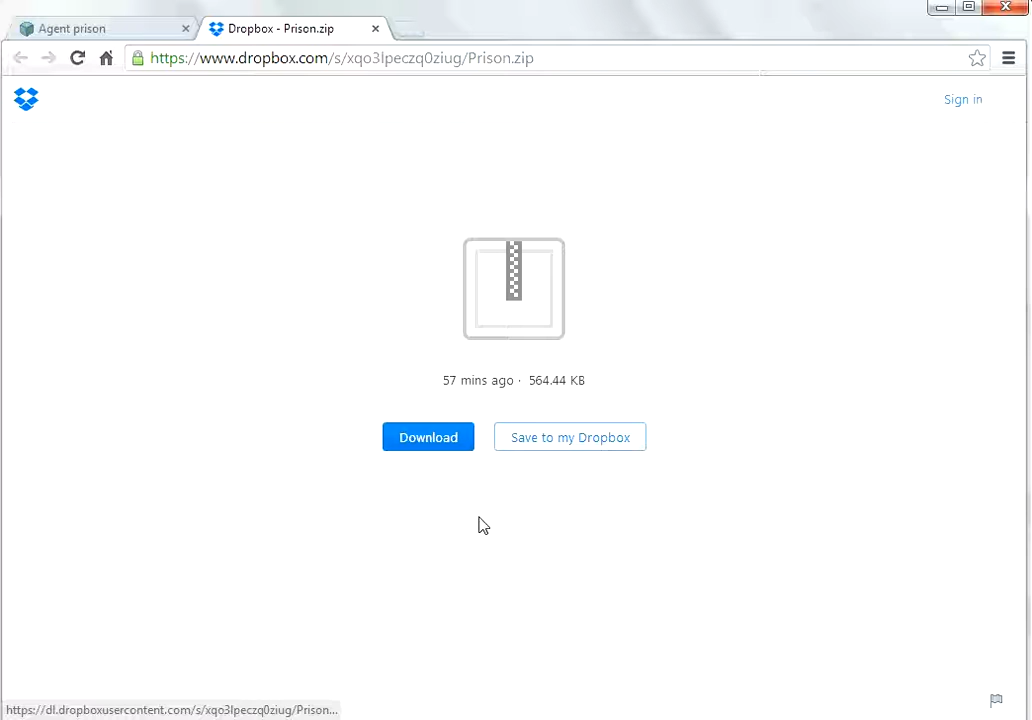 Agent prison
Dropbox - Prison.zip
https://www.dropbox.com/s/xqo3lpeczq0ziug/Prison.zip
Sign in
57 mins ago · 564.44 KB
Download
Save to my Dropbox
https://dl.dropboxusercontent.com/s/xqo3lpeczq0ziug/Prison...